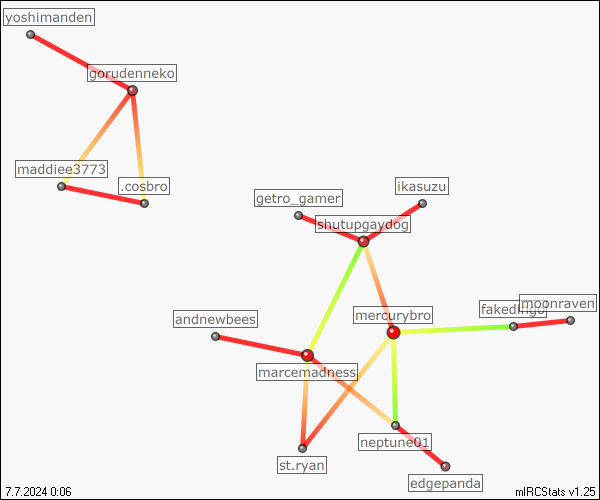 yoshimanden
gorudenneko
maddiee3773
.cosbro
getro_gamer
ikasuzu
shutupgaydog
mercurybro
fakedingo
moonraven
andnewbees
marcemadness
neptune01
st.ryan
edgepanda
7.7.2024 0:06
mIRCStats v1.25